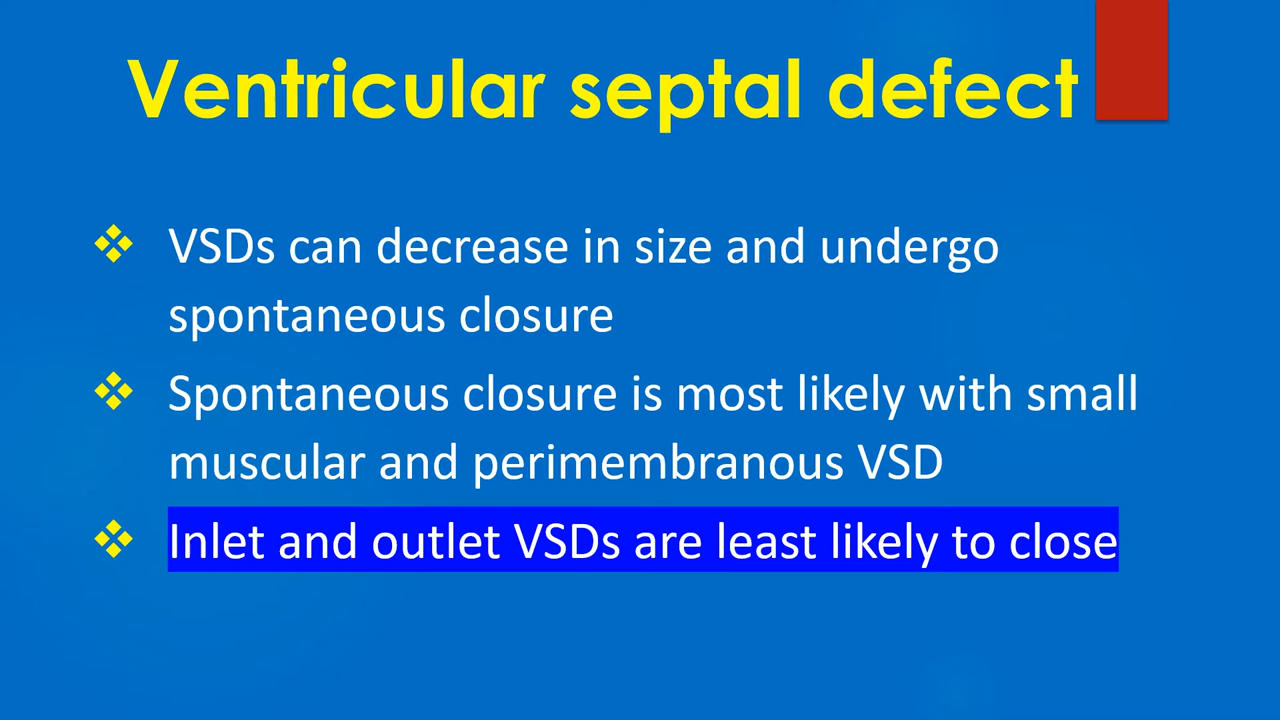 Ventricular septal defect
VSDs can decrease in size and undergo
spontaneous closure
Spontaneous closure is most likely with small
muscular and perimembranous VSD
Inlet and outlet VSDs are least likely to close